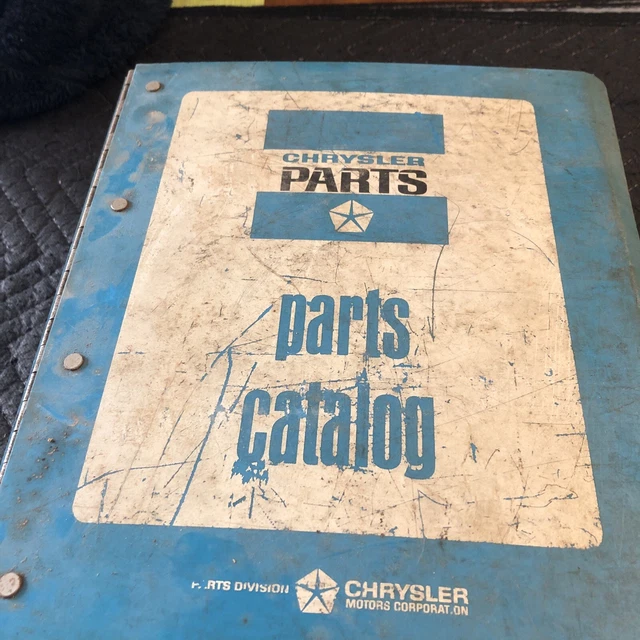 CHRYSLER
PARTS
parts
catalog
PARTS DIVISION
CHRYSLER
MOTORS CORPORATION